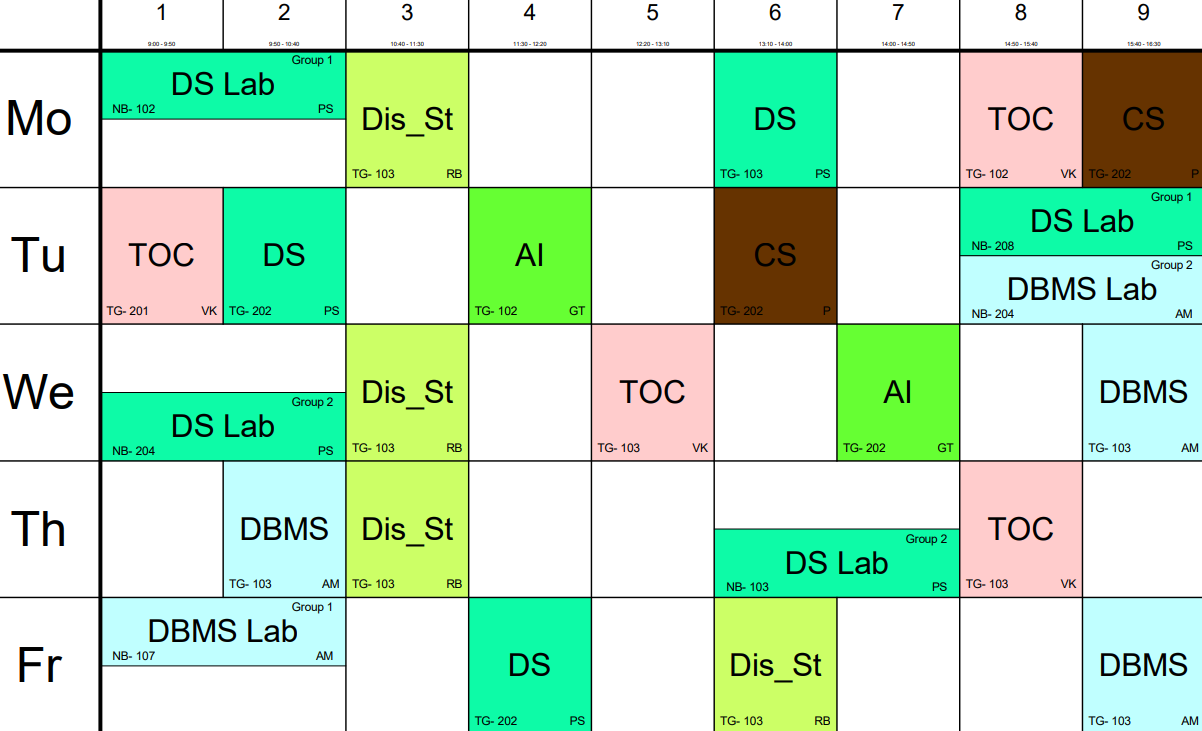 1 2 3 4 5 6 7 8 9
9:00 - 9:50 9:50 - 10:40 10:40 - 11:30 11:30 - 12:20 12:20 - 13:10 13:10 - 14:00 14:00 - 14:50 14:50 - 15:40 15:40 - 16:30
Mo
Group 1
DS Lab
NB- 102 PS
Dis_St
TG- 103 RB
DS
TG- 103 PS
TOC
TG- 102 VK
CS
TG- 202 P
Tu
TOC
TG- 201 VK
DS
TG- 202 PS
AI
TG- 102 GT
CS
TG- 202 P
Group 1
DS Lab
NB- 208 PS
Group 2
DBMS Lab
NB- 204 AM
We
Group 2
DS Lab
NB- 204 PS
Dis_St
TG- 103 RB
TOC
TG- 103 VK
AI
TG- 202 GT
DBMS
TG- 103 AM
Th
DBMS
TG- 103 AM
Dis_St
TG- 103 RB
Group 2
DS Lab
NB- 103 PS
TOC
TG- 103 VK
Fr
Group 1
DBMS Lab
NB- 107 AM
DS
TG- 202 PS
Dis_St
TG- 103 RB
DBMS
TG- 103 AM